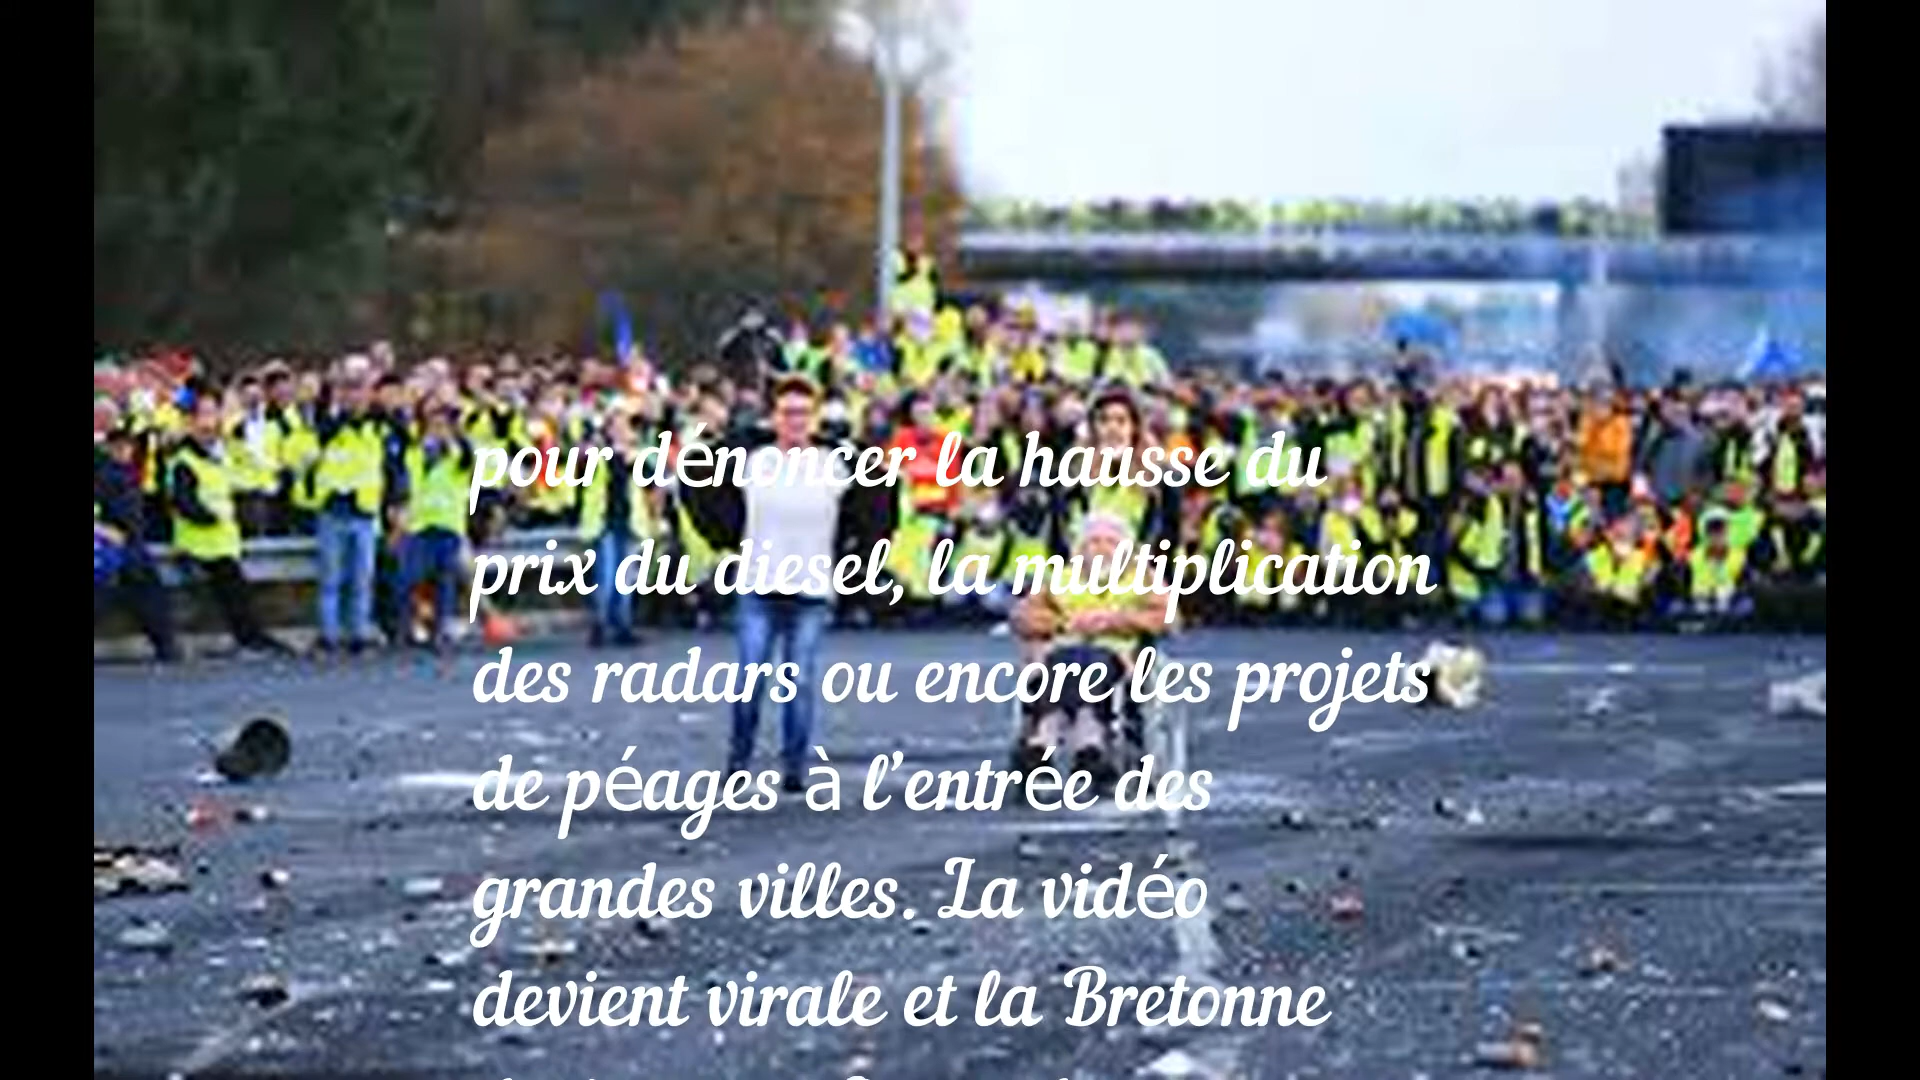 pour dénoncer la hausse du
prix du diesel, la multiplication
des radars ou encore les projets
de péages à l'entrée des
grandes villes. La vidéo
devient virale et la Bretonne